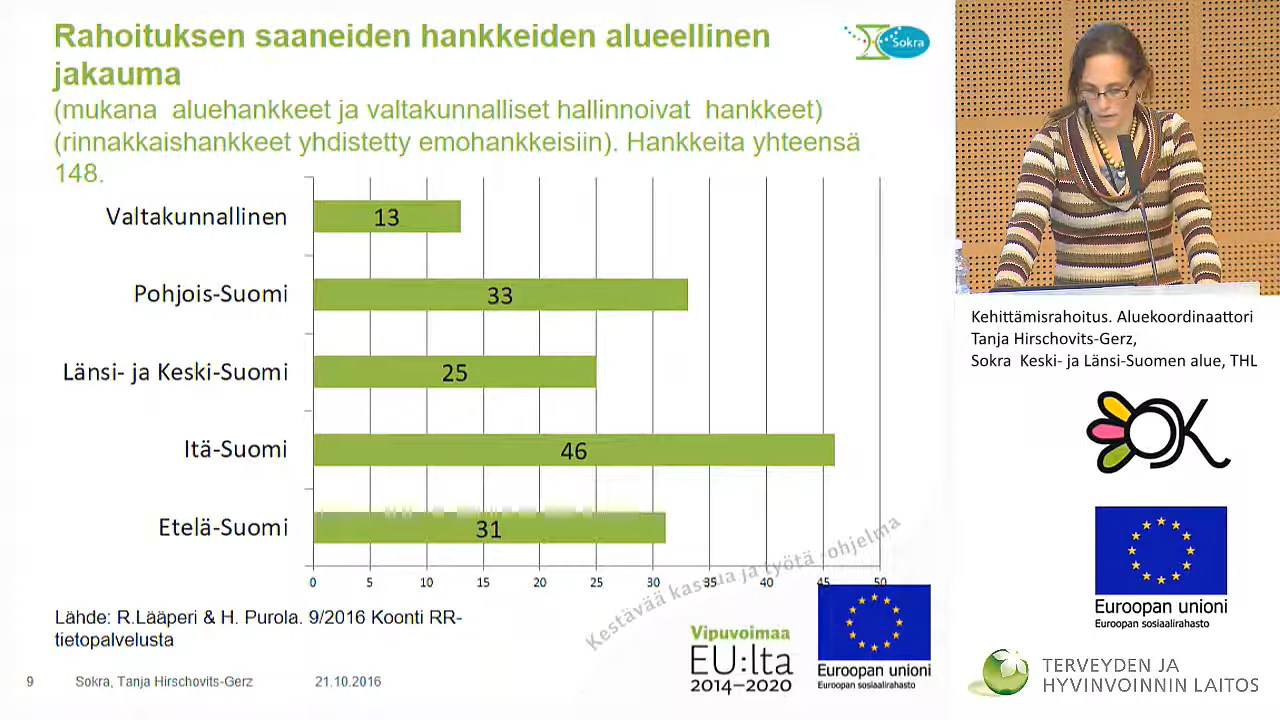 Rahoituksen saaneiden hankkeiden alueellinen
jakauma
(mukana aluehankkeet ja valtakunnalliset hallinnoivat hankkeet)
(rinnakkaishankkeet yhdistetty emohankkeisiin). Hankkeita yhteensä
148.
Sokra
Valtakunnallinen 13
Pohjois-Suomi 33
Länsi- ja Keski-Suomi 25
Itä-Suomi 46
Etelä-Suomi 31
0 5 10 15 20 25 30 35 40 45 50
Kestävää kasvua ja työtä -ohjelma
Lähde: R.Lääperi & H. Purola. 9/2016 Koonti RR-
tietopalvelusta
Vipuvoimaa
EU:lta
2014–2020
Euroopan unioni
Euroopan sosiaalirahasto
9 Sokra, Tanja Hirschovits-Gerz 21.10.2016
Kehittämisrahoitus. Aluekoordinaattori
Tanja Hirschovits-Gerz,
Sokra Keski- ja Länsi-Suomen alue, THL
OK
Euroopan unioni
Euroopan sosiaalirahasto
TERVEYDEN JA
HYVINVOINNIN LAITOS